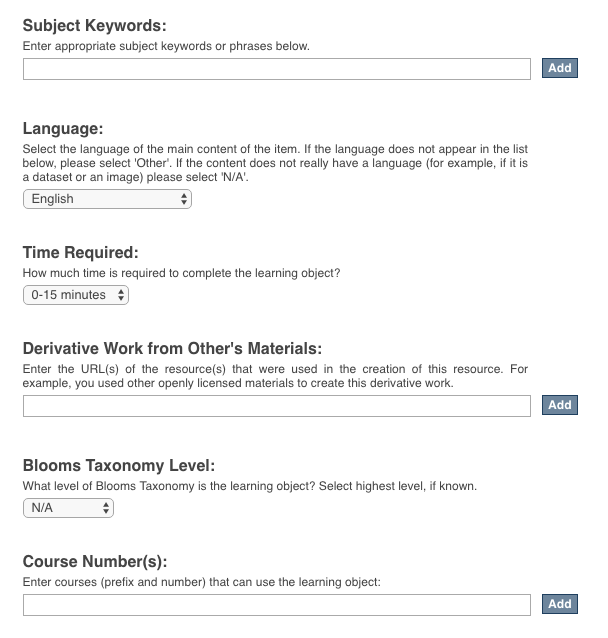 Subject Keywords:
Enter appropriate subject keywords or phrases below.
Add
Language:
Select the language of the main content of the item. If the language does not appear in the list
below, please select 'Other'. If the content does not really have a language (for example, if it is
a dataset or an image) please select 'N/A'.
English
Time Required:
How much time is required to complete the learning object?
0-15 minutes
Derivative Work from Other's Materials:
Enter the URL(s) of the resource(s) that were used in the creation of this resource. For
example, you used other openly licensed materials to create this derivative work.
Add
Blooms Taxonomy Level:
What level of Blooms Taxonomy is the learning object? Select highest level, if known.
N/A
Course Number(s):
Enter courses (prefix and number) that can use the learning object:
Add